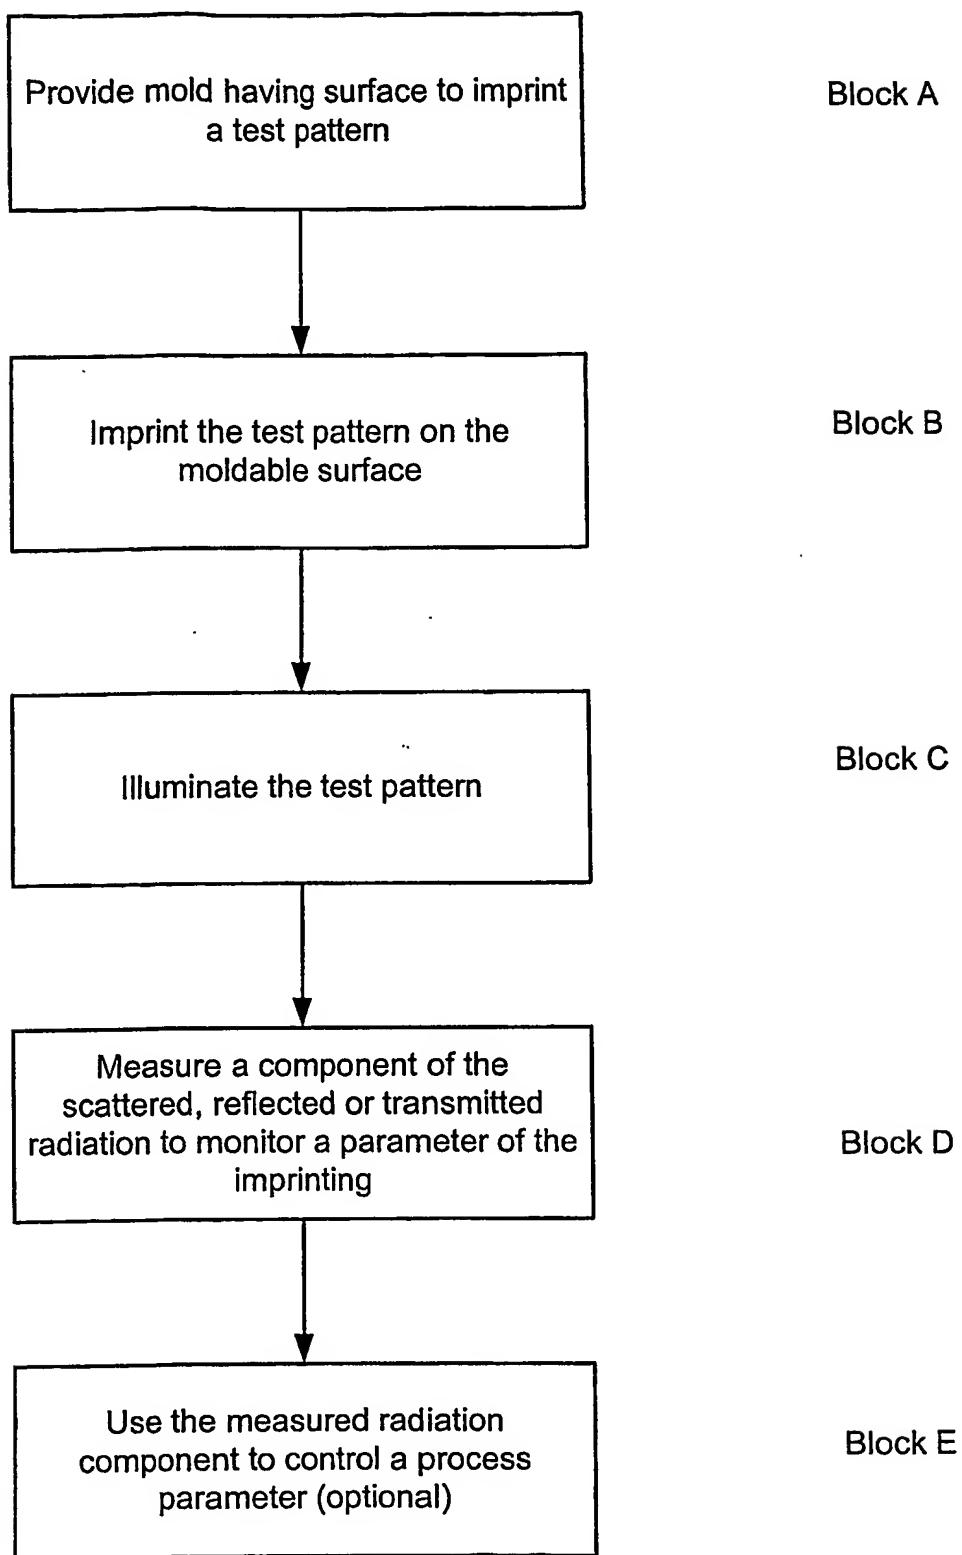 Provide mold having surface to imprint
a test pattern
Block A
Imprint the test pattern on the
moldable surface
Block B
Illuminate the test pattern
Block C
Measure a component of the
scattered, reflected or transmitted
radiation to monitor a parameter of the
imprinting
Block D
Use the measured radiation
component to control a process
parameter (optional)
Block E